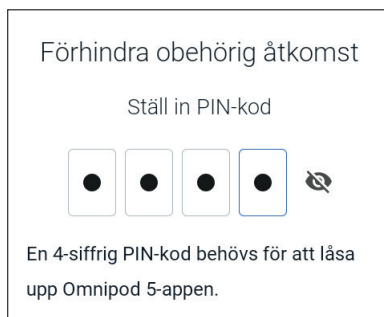 Förhindra obehörig åtkomst
Ställ in PIN-kod
En 4-siffrig PIN-kod behövs för att låsa
upp Omnipod 5-appen.